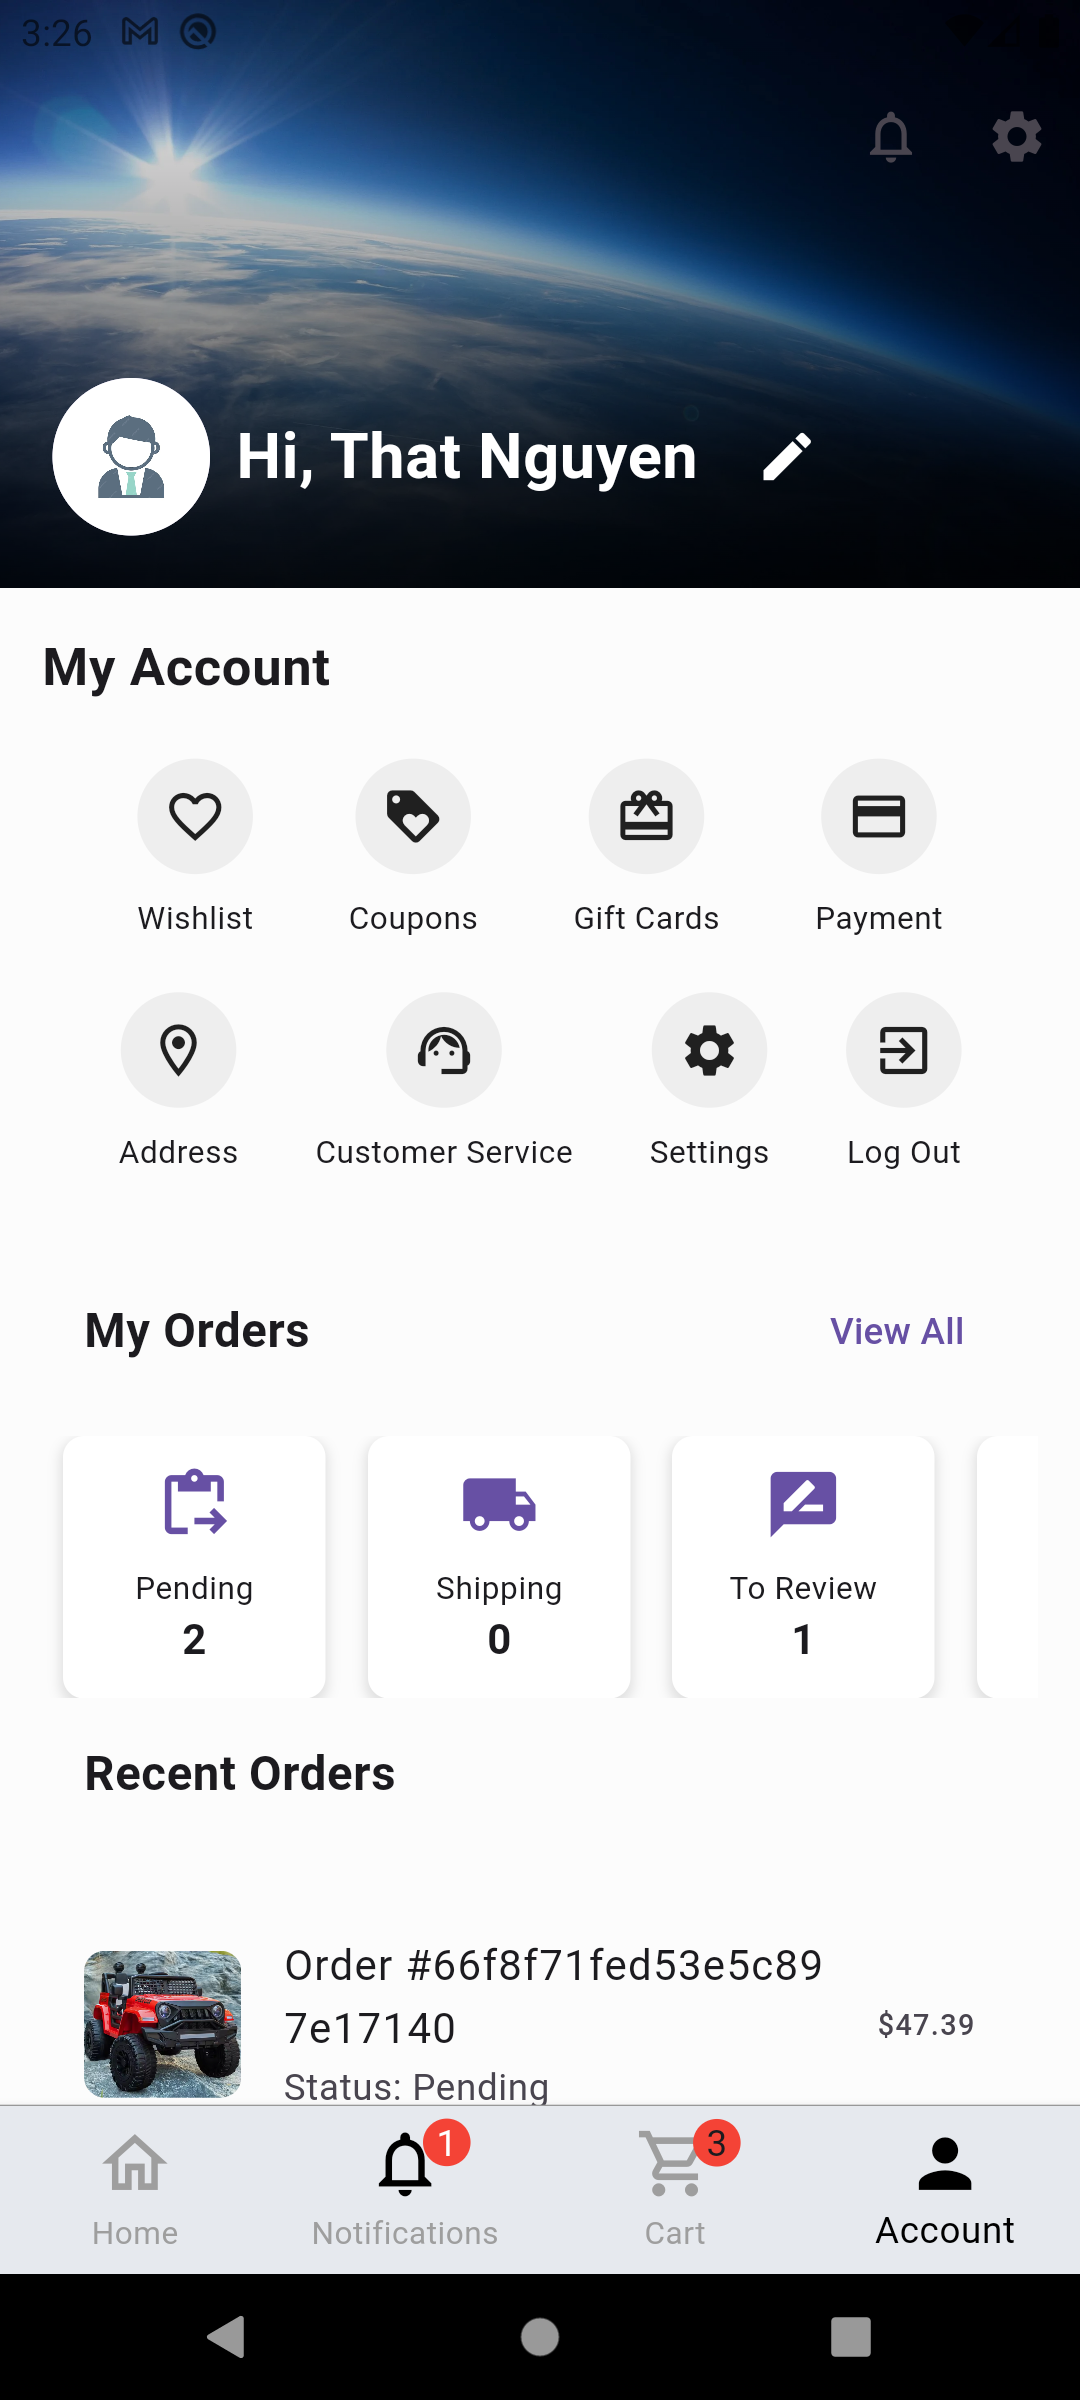 3:26
Hi, That Nguyen
My Account
Wishlist
Coupons
Gift Cards
Payment
Address
Customer Service
Settings
Log Out
My Orders
View All
Pending
2
Shipping
0
To Review
1
Recent Orders
Order #66f8f71fed53e5c89
7e17140
$47.39
Status: Pending
1
3
Home
Notifications
Cart
Account